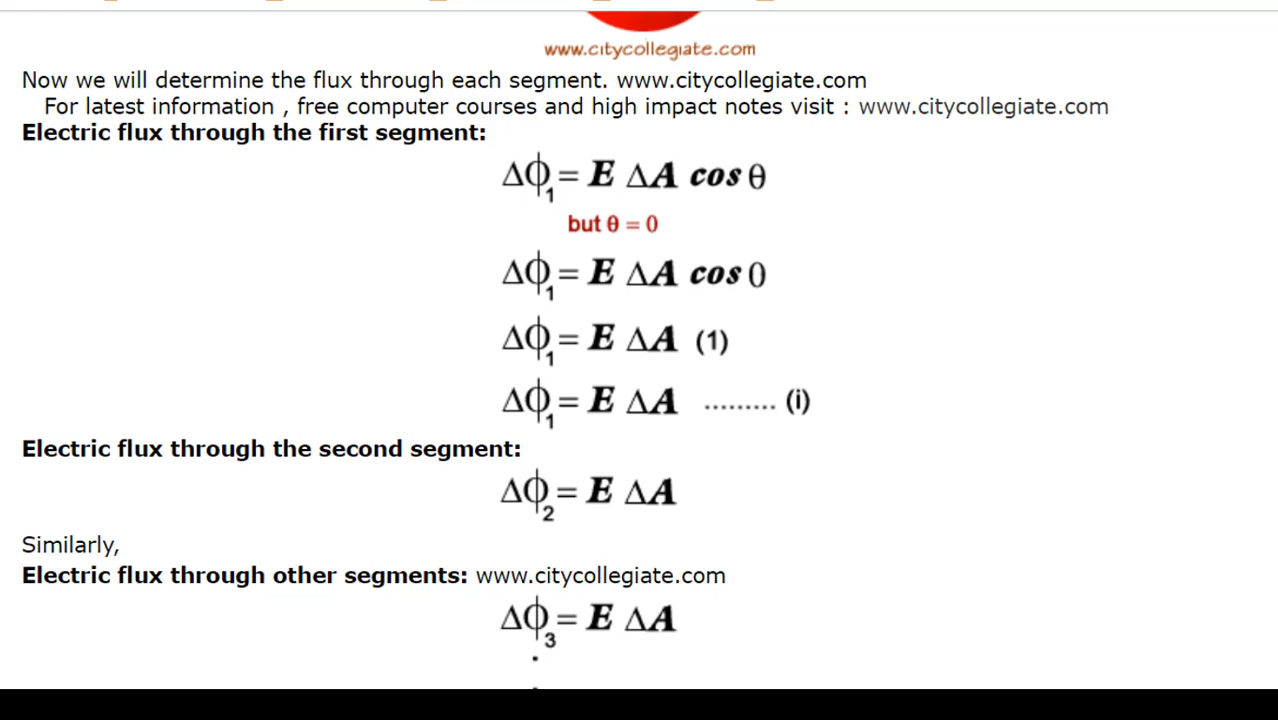 www.citycollegiate.com
Now we will determine the flux through each segment. www.citycollegiate.com
For latest information , free computer courses and high impact notes visit : www.citycollegiate.com
Electric flux through the first segment:
Δϕ₁ = E ΔA cos θ
but θ = 0
Δϕ₁ = E ΔA cos 0
Δϕ₁ = E ΔA (1)
Δϕ₁ = E ΔA ......... (i)
Electric flux through the second segment:
Δϕ₂ = E ΔA
Similarly,
Electric flux through other segments: www.citycollegiate.com
Δϕ₃ = E ΔA
.
.